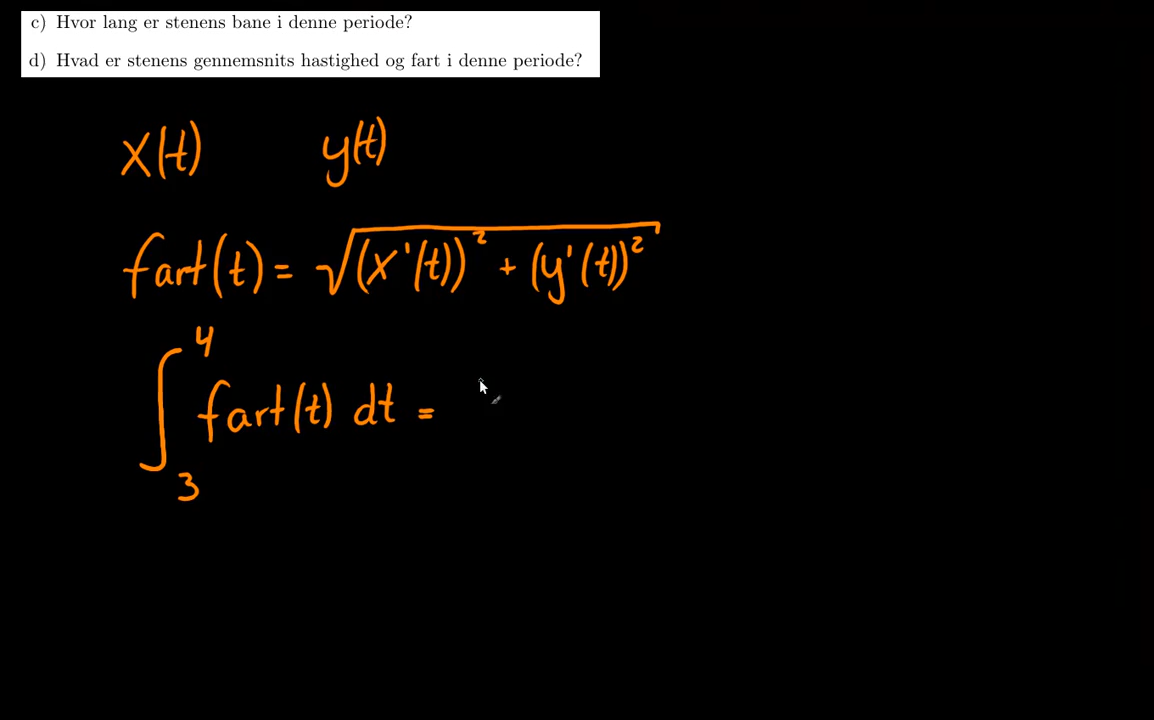 c) Hvor lang er stenens bane i denne periode?
d) Hvad er stenens gennemsnits hastighed og fart i denne periode?
x(t) y(t)
fart(t) = √((x'(t))² + (y'(t))²
∫₃⁴ fart(t) dt =